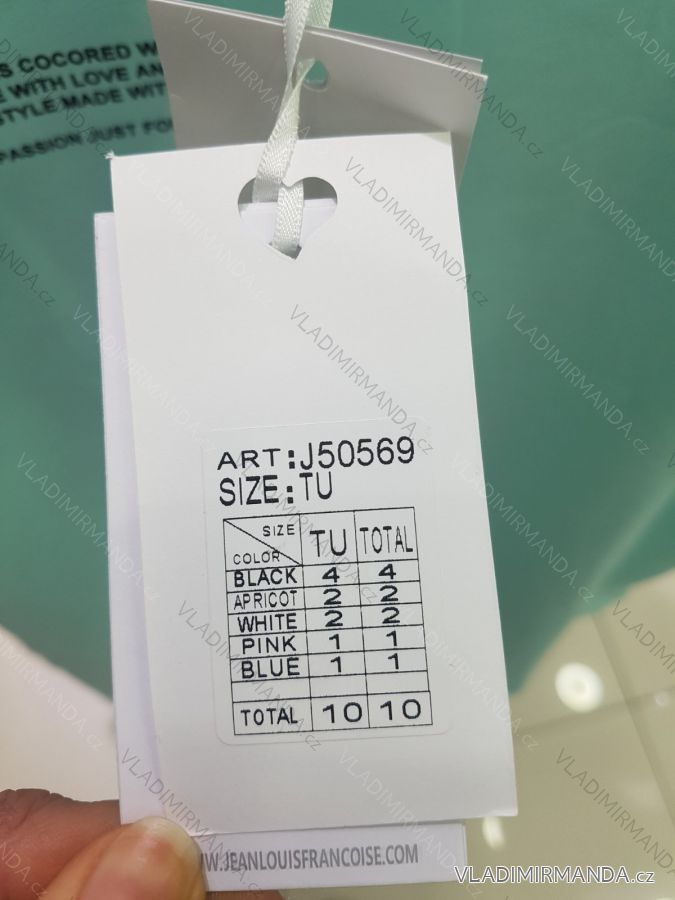 S COCORED W
E WITH LOVE AN
STYLE MADE WIT
PASSION JUST FO
ART:J50569
SIZE:TU
SIZE
COLOR TU TOTAL
BLACK 4 4
APRICOT 2 2
WHITE 2 2
PINK 1 1
BLUE 1 1
TOTAL 10 10
WWW.JEANLOUISFRANCOISE.COM
VLADIMIRMANDA.CZ